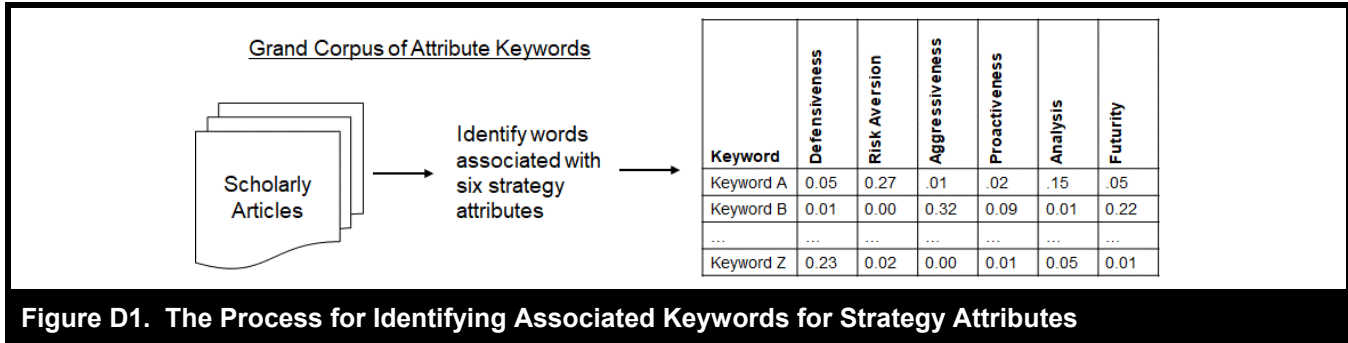 Grand Corpus of Attribute Keywords
Scholarly
Articles
Identify words
associated with
six strategy
attributes
Keyword Defensiveness Risk Aversion Aggressiveness Proactiveness Analysis Futurity
Keyword A 0.05 0.27 .01 .02 .15 .05
Keyword B 0.01 0.00 0.32 0.09 0.01 0.22
... ... ... ... ... ... ...
Keyword Z 0.23 0.02 0.00 0.01 0.05 0.01
Figure D1. The Process for Identifying Associated Keywords for Strategy Attributes